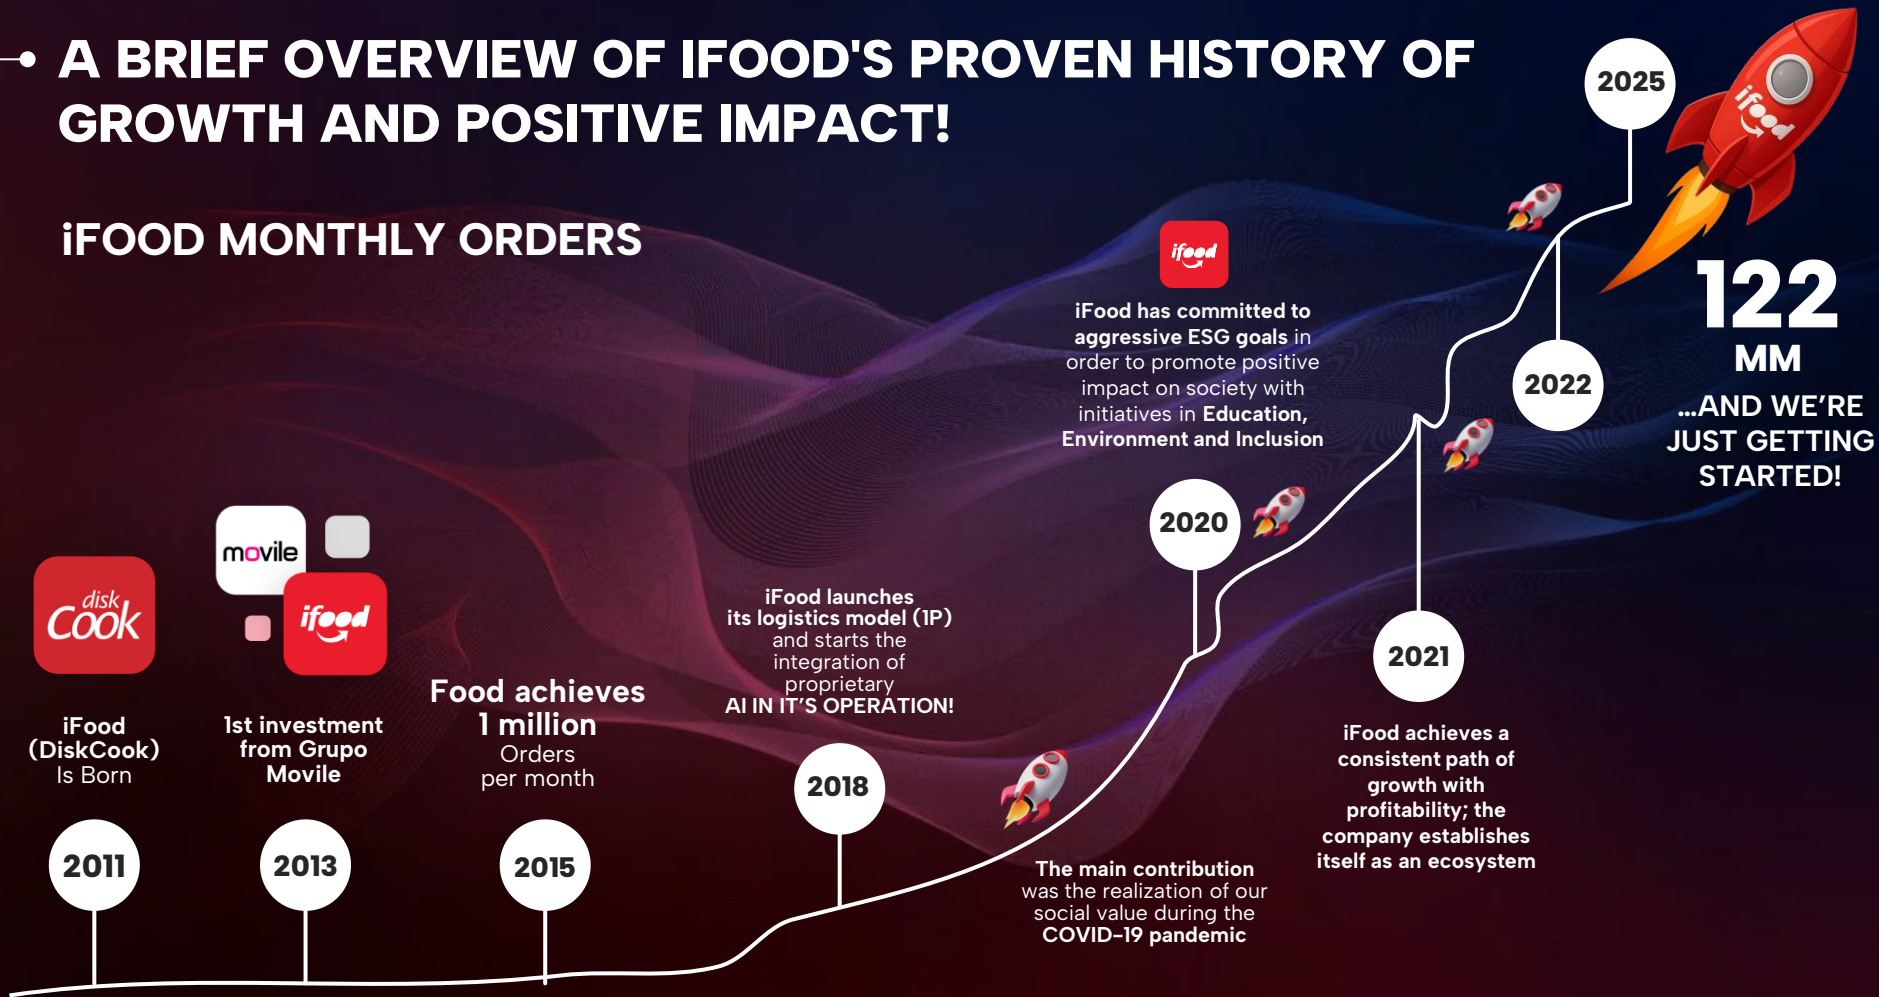 A BRIEF OVERVIEW OF IFOOD'S PROVEN HISTORY OF
GROWTH AND POSITIVE IMPACT!
iFOOD MONTHLY ORDERS
disk
Cook
iFood
(DiskCook)
Is Born
2011
movile
ifood
1st investment
from Grupo
Movile
2013
Food achieves
1 million
Orders
per month
2015
iFood launches
its logistics model (1P)
and starts the
integration of
proprietary
AI IN IT'S OPERATION!
2018
The main contribution
was the realization of our
social value during the
COVID-19 pandemic
ifood
iFood has committed to
aggressive ESG goals in
order to promote positive
impact on society with
initiatives in Education,
Environment and Inclusion
2020
2021
iFood achieves a
consistent path of
growth with
profitability; the
company establishes
itself as an ecosystem
2022
2025
ifood
122
MM
...AND WE'RE
JUST GETTING
STARTED!